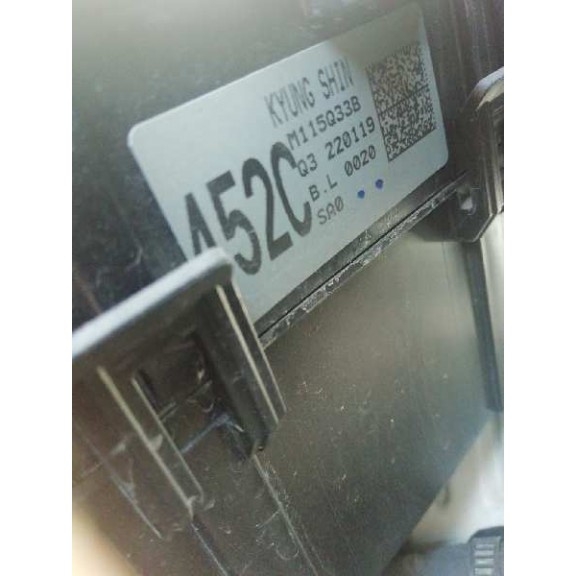 KYUNG SHIN
M115Q33B
Q3 220119
B.L 0020
SA0
A52C